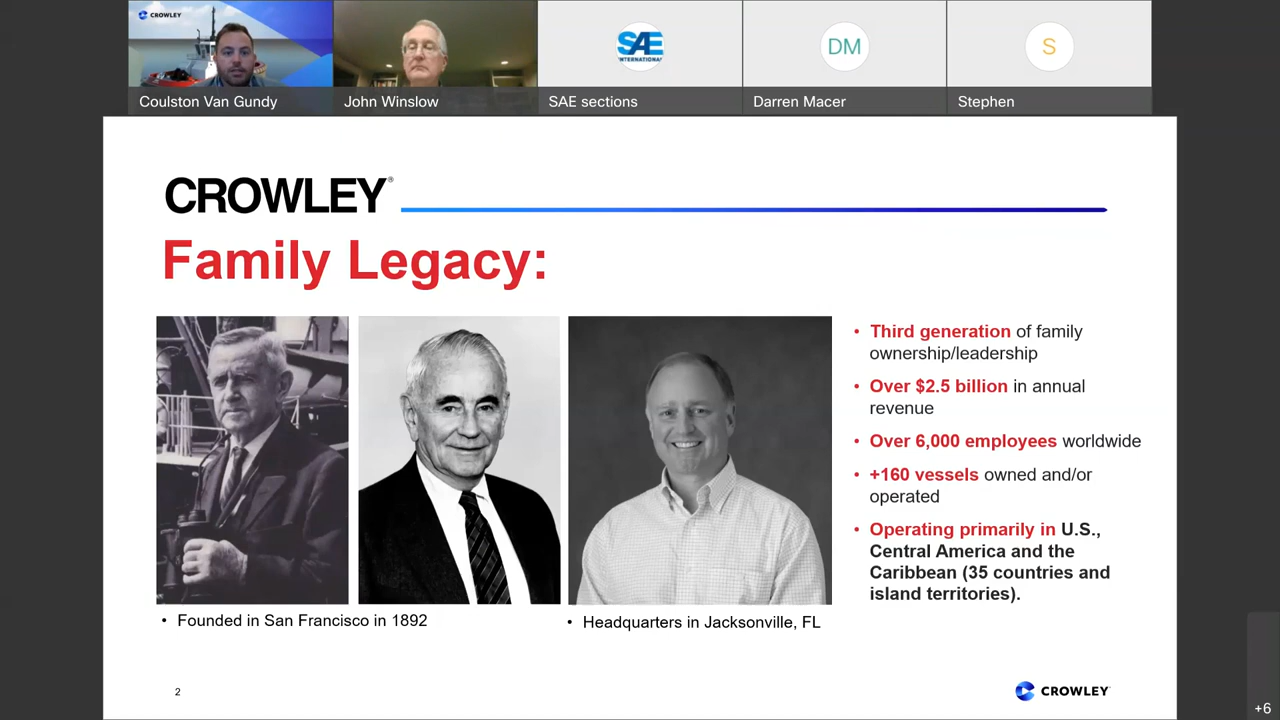 CROWLEY
Coulston Van Gundy
John Winslow
SAE
INTERNATIONAL
SAE sections
DM
Darren Macer
S
Stephen
CROWLEY®
Family Legacy:
• Third generation of family
ownership/leadership
• Over $2.5 billion in annual
revenue
• Over 6,000 employees worldwide
• +160 vessels owned and/or
operated
• Operating primarily in U.S.,
Central America and the
Caribbean (35 countries and
island territories).
• Founded in San Francisco in 1892
• Headquarters in Jacksonville, FL
2
CROWLEY
+6